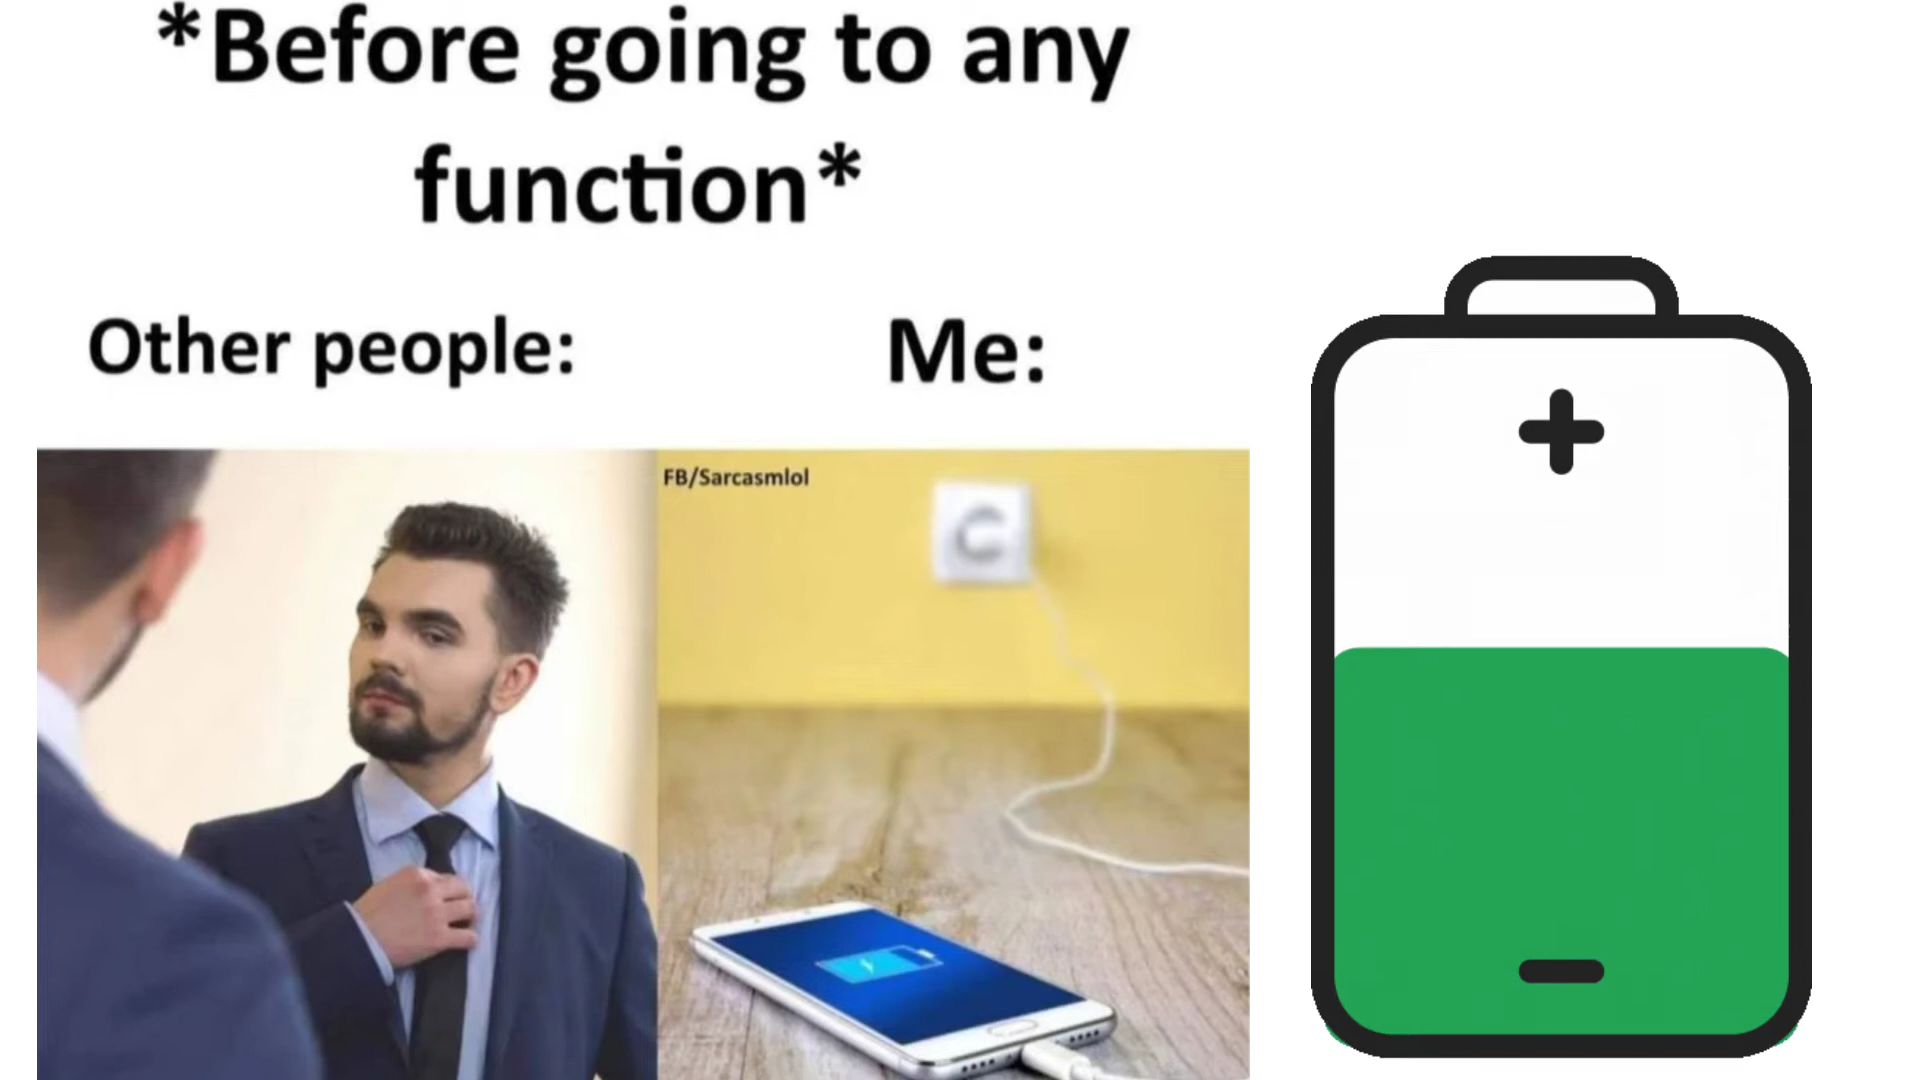 *Before going to any
function*
Other people:
Me:
FB/Sarcasmlol